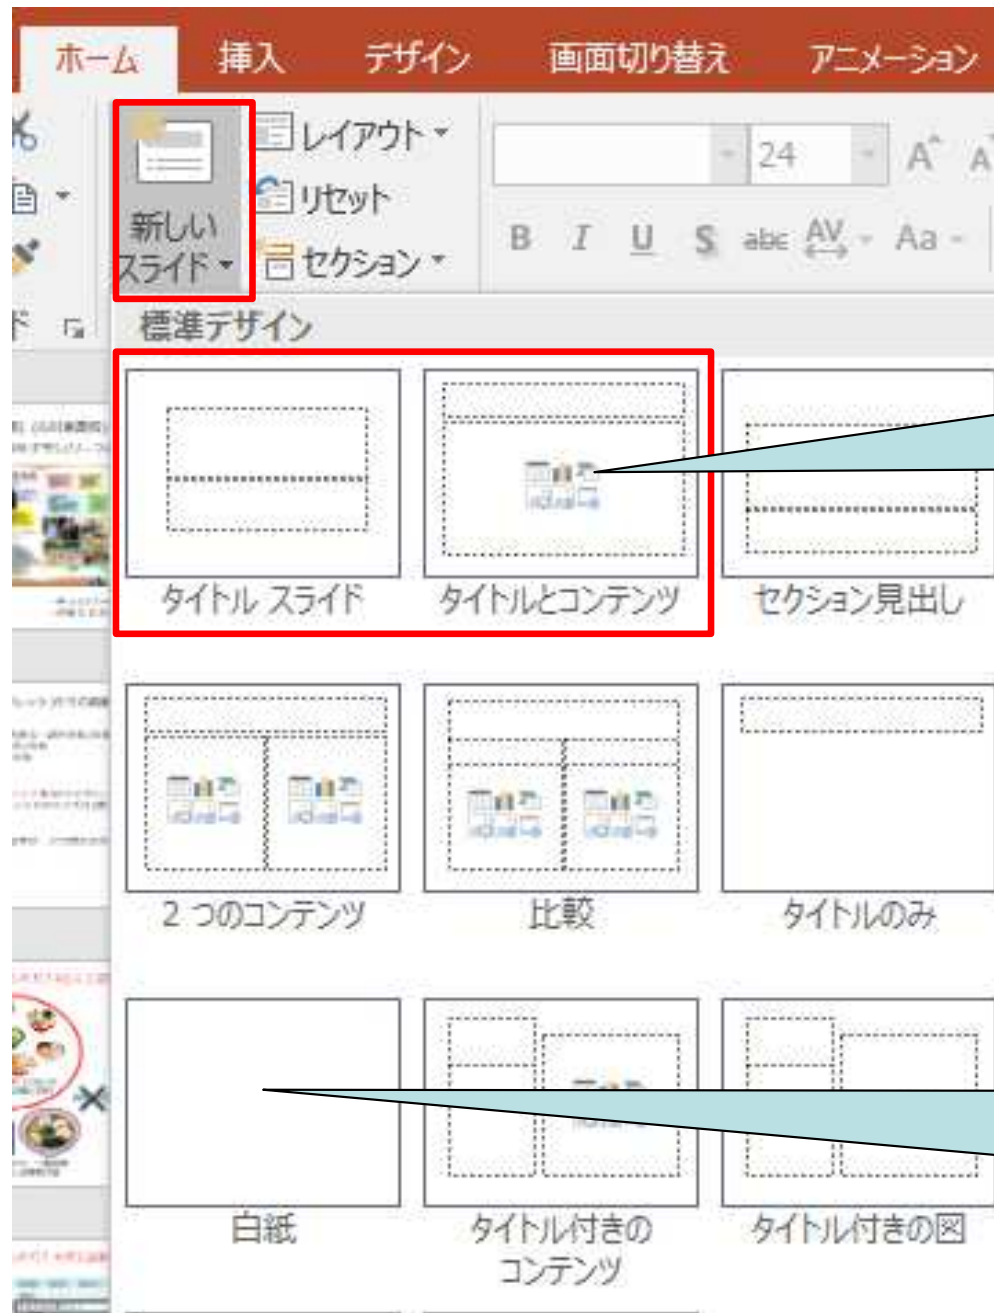 ホーム 挿入 デザイン 画面切り替え アニメーション
新しい
スライド
レイアウト
リセット
セクション
24 A A
B I U S abc AV Aa
ド
標準デザイン
タイトル スライド タイトルとコンテンツ セクション見出し
2 つのコンテンツ 比較 タイトルのみ
白紙 タイトル付きの
コンテンツ タイトル付きの図